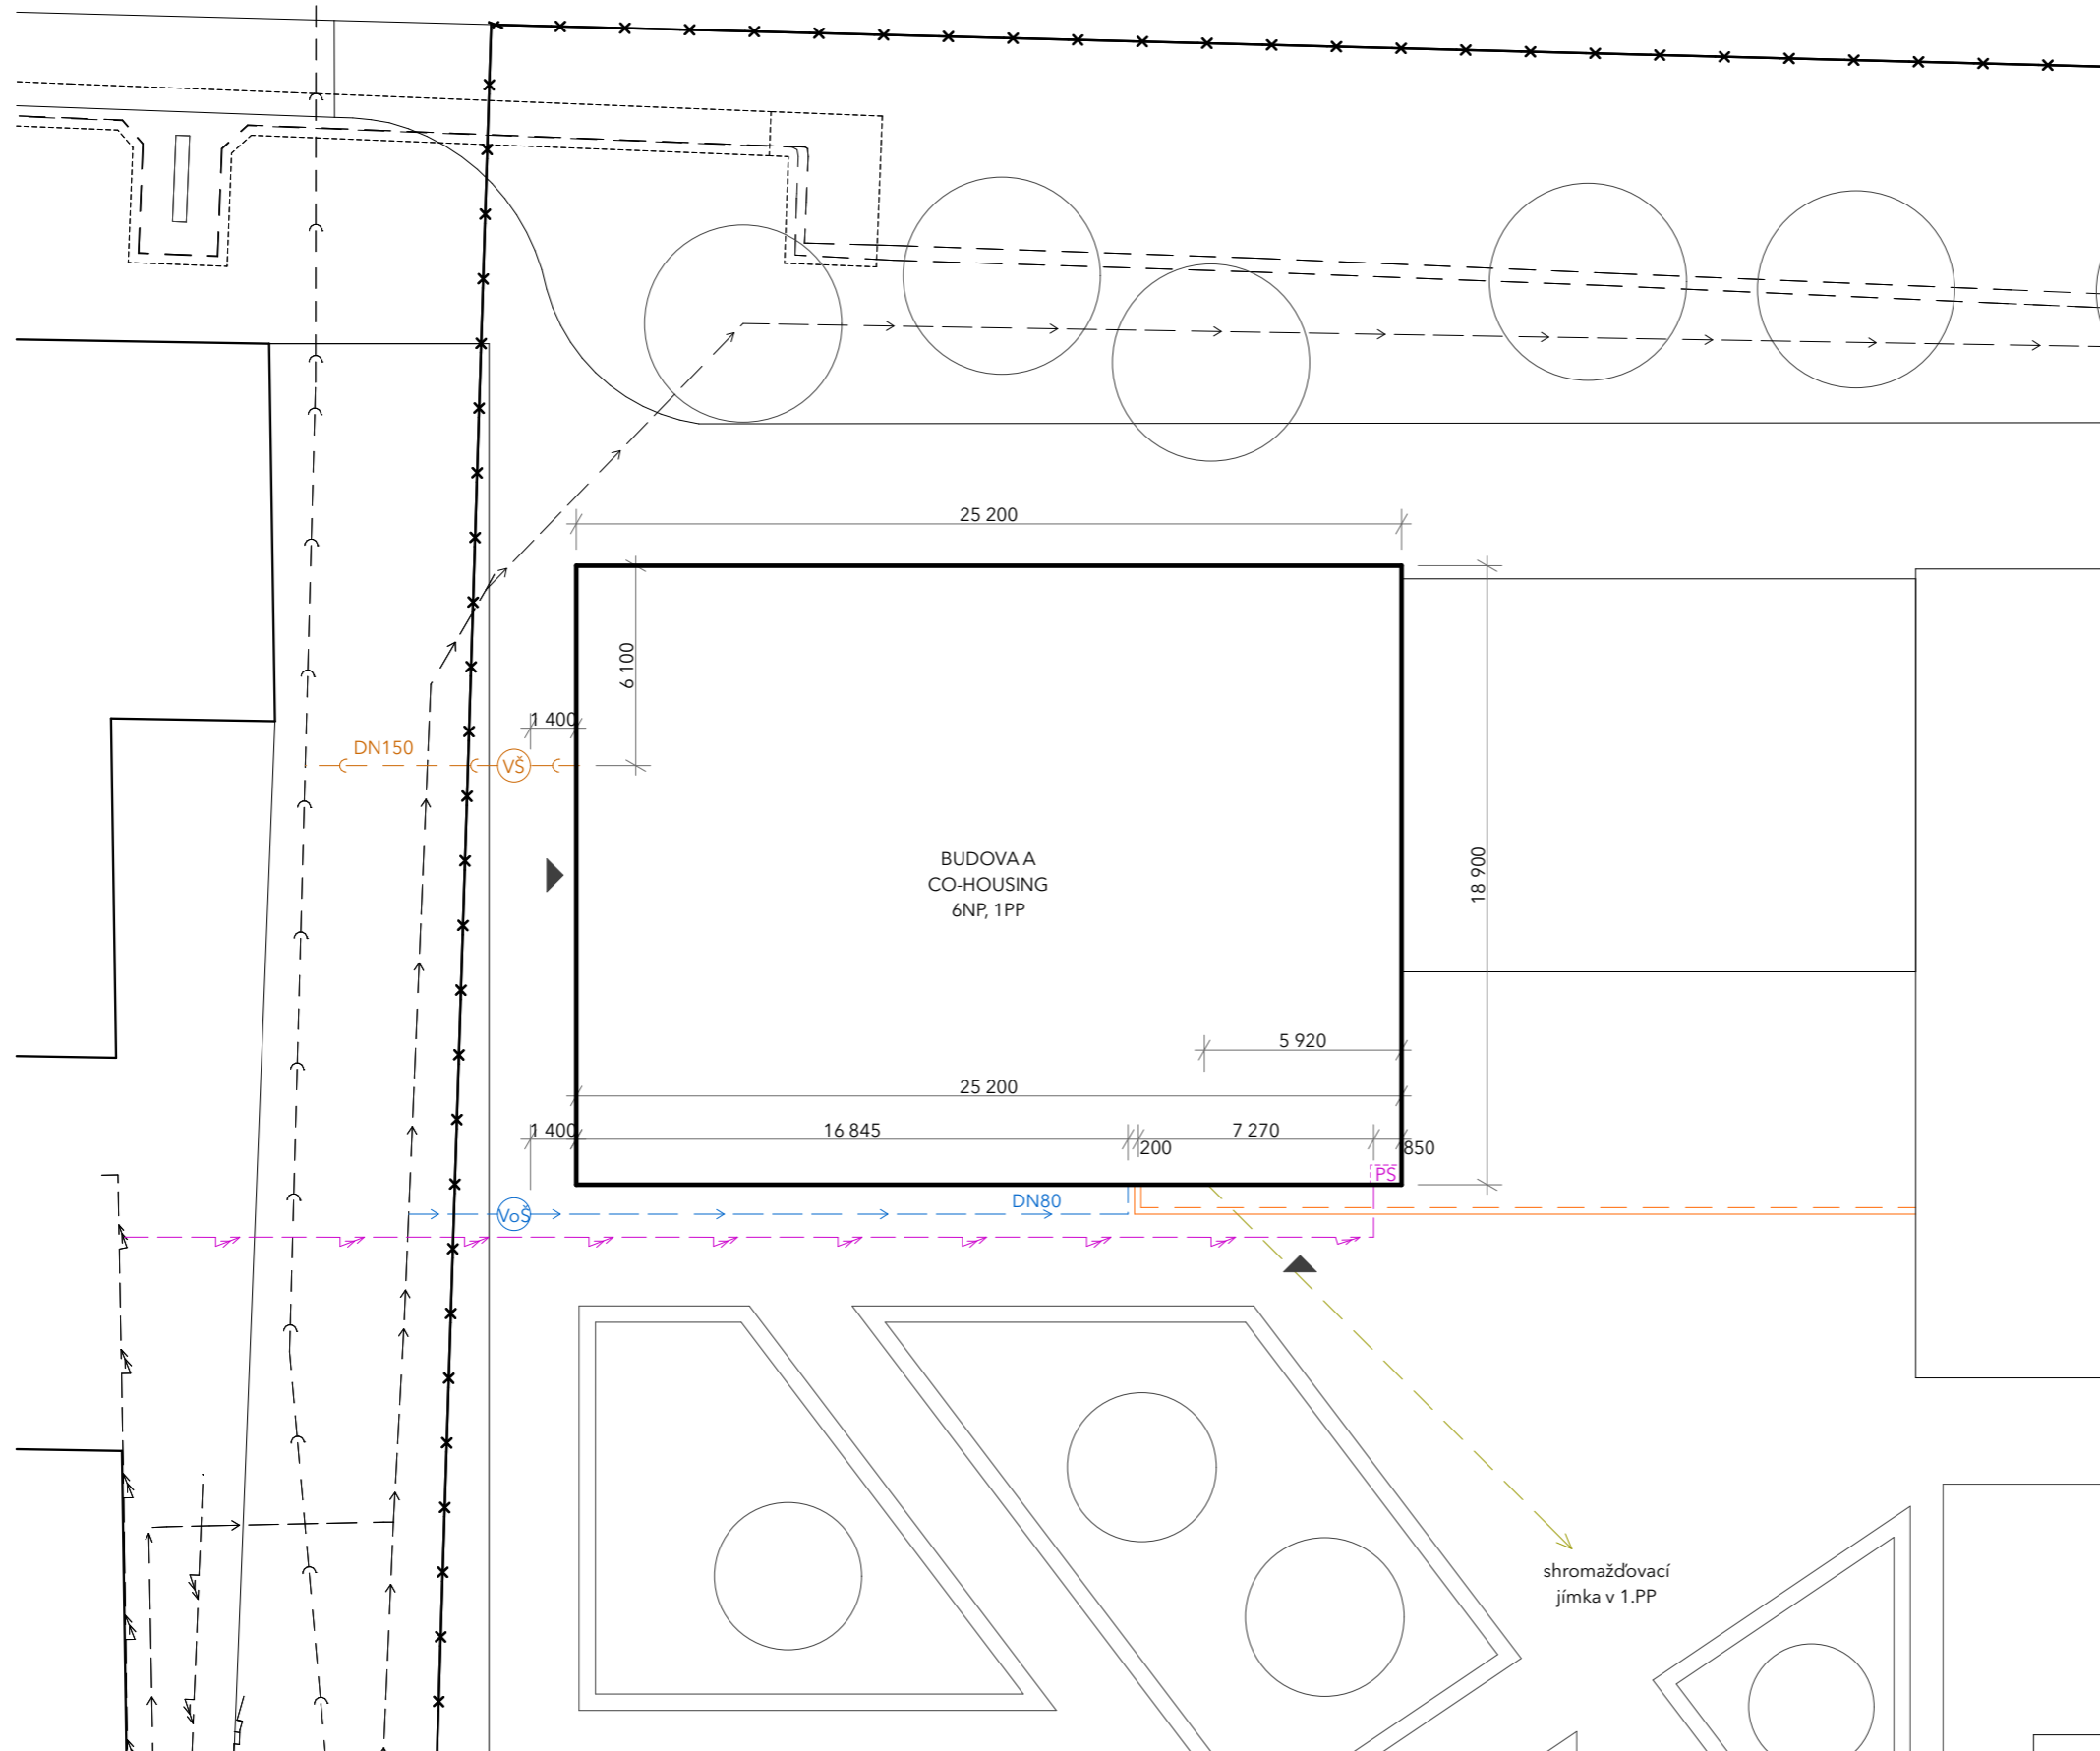 25 200
6 100
1 400
DN150
VŠ
BUDOVA A
CO-HOUSING
6NP, 1PP
18 900
5 920
25 200
1 400
16 845
200
7 270
850
PS
DN80
VoŠ
shromažďovací
jímka v 1.PP